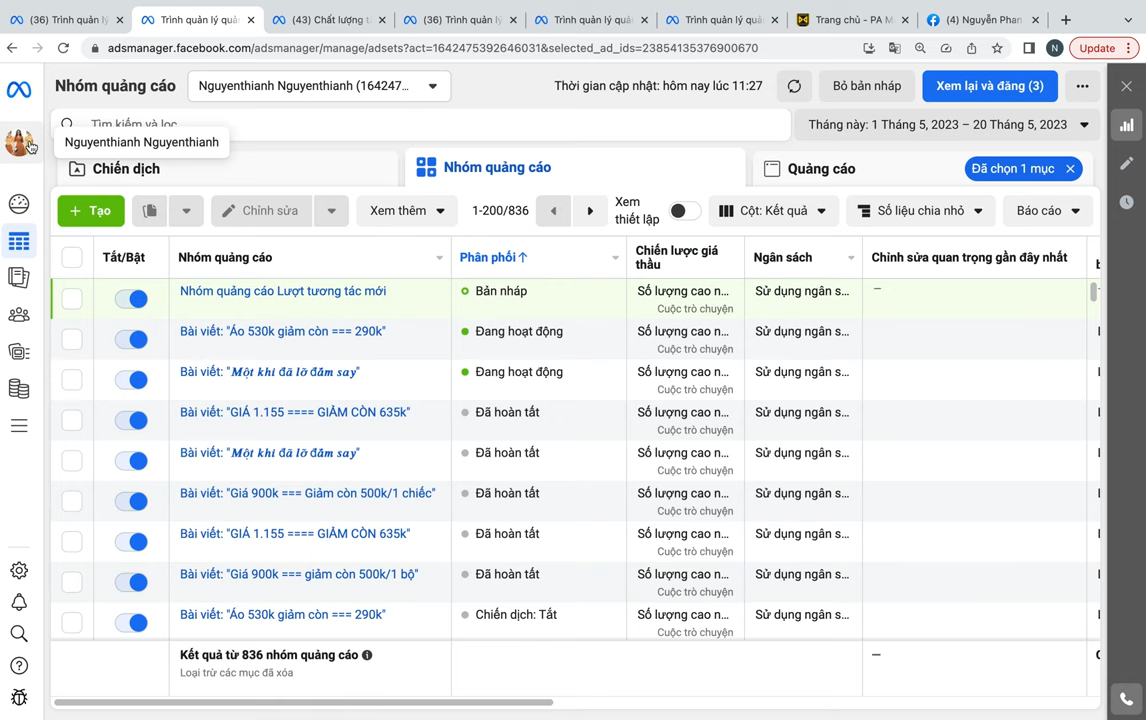 (36) Trình quản lý
Trình quản lý quả
(43) Chất lượng t
(36) Trình quản lý
Trình quản lý quả
Trình quản lý quả
Trang chủ - PA M
(4) Nguyễn Phan
adsmanager.facebook.com/adsmanager/manage/adsets?act=1642475392646031&selected_ad_ids=23854135376900670
N
Update
Nhóm quảng cáo
Nguyenthianh Nguyenthianh (164247...
Thời gian cập nhật: hôm nay lúc 11:27
Bỏ bản nháp
Xem lại và đăng (3)
Tìm kiếm và lọc
Tháng này: 1 Tháng 5, 2023 – 20 Tháng 5, 2023
Nguyenthianh Nguyenthianh
Chiến dịch
Nhóm quảng cáo
Quảng cáo
Đã chọn 1 mục
Tạo
Chỉnh sửa
Xem thêm
1-200/836
Xem
thiết lập
Cột: Kết quả
Số liệu chia nhỏ
Báo cáo
Tắt/Bật
Nhóm quảng cáo
Phân phối↑
Chiến lược giá
thầu
Ngân sách
Chỉnh sửa quan trọng gần đây nhất
Nhóm quảng cáo Lượt tương tác mới
Bản nháp
Số lượng cao n...
Cuộc trò chuyện
Sử dụng ngân s...
—
Bài viết: "Áo 530k giảm còn === 290k"
Đang hoạt động
Số lượng cao n...
Cuộc trò chuyện
Sử dụng ngân s...
Bài viết: "Một khi đã lỡ đắm say"
Đang hoạt động
Số lượng cao n...
Cuộc trò chuyện
Sử dụng ngân s...
Bài viết: "GIÁ 1.155 ==== GIẢM CÒN 635k"
Đã hoàn tất
Số lượng cao n...
Cuộc trò chuyện
Sử dụng ngân s...
Bài viết: "Một khi đã lỡ đắm say"
Đã hoàn tất
Số lượng cao n...
Cuộc trò chuyện
Sử dụng ngân s...
Bài viết: "Giá 900k === Giảm còn 500k/1 chiếc"
Đã hoàn tất
Số lượng cao n...
Cuộc trò chuyện
Sử dụng ngân s...
Bài viết: "GIÁ 1.155 ==== GIẢM CÒN 635k"
Đã hoàn tất
Số lượng cao n...
Cuộc trò chuyện
Sử dụng ngân s...
Bài viết: "Giá 900k === giảm còn 500k/1 bộ"
Đã hoàn tất
Số lượng cao n...
Cuộc trò chuyện
Sử dụng ngân s...
Bài viết: "Áo 530k giảm còn === 290k"
Chiến dịch: Tắt
Số lượng cao n...
Cuộc trò chuyện
Sử dụng ngân s...
Kết quả từ 836 nhóm quảng cáo
Loại trừ các mục đã xóa
—